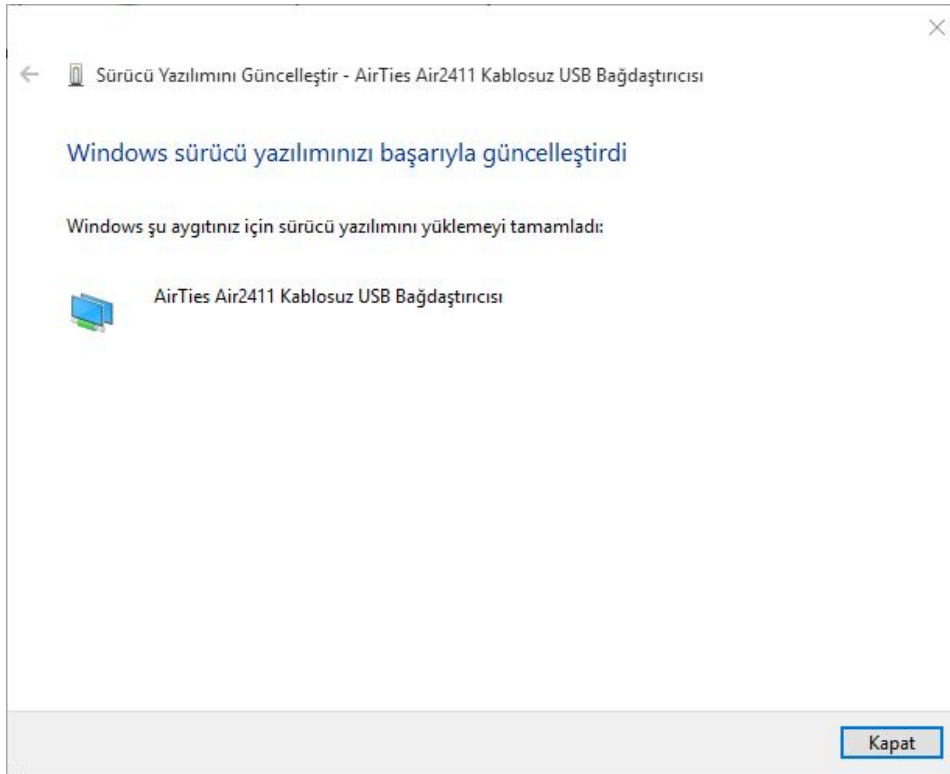 Sürücü Yazılımını Güncelleştir - AirTies Air2411 Kablosuz USB Bağdaştırıcısı
Windows sürücü yazılımınızı başarıyla güncelleştirdi
Windows şu aygıtınız için sürücü yazılımını yüklemeyi tamamladı:
AirTies Air2411 Kablosuz USB Bağdaştırıcısı
Kapat